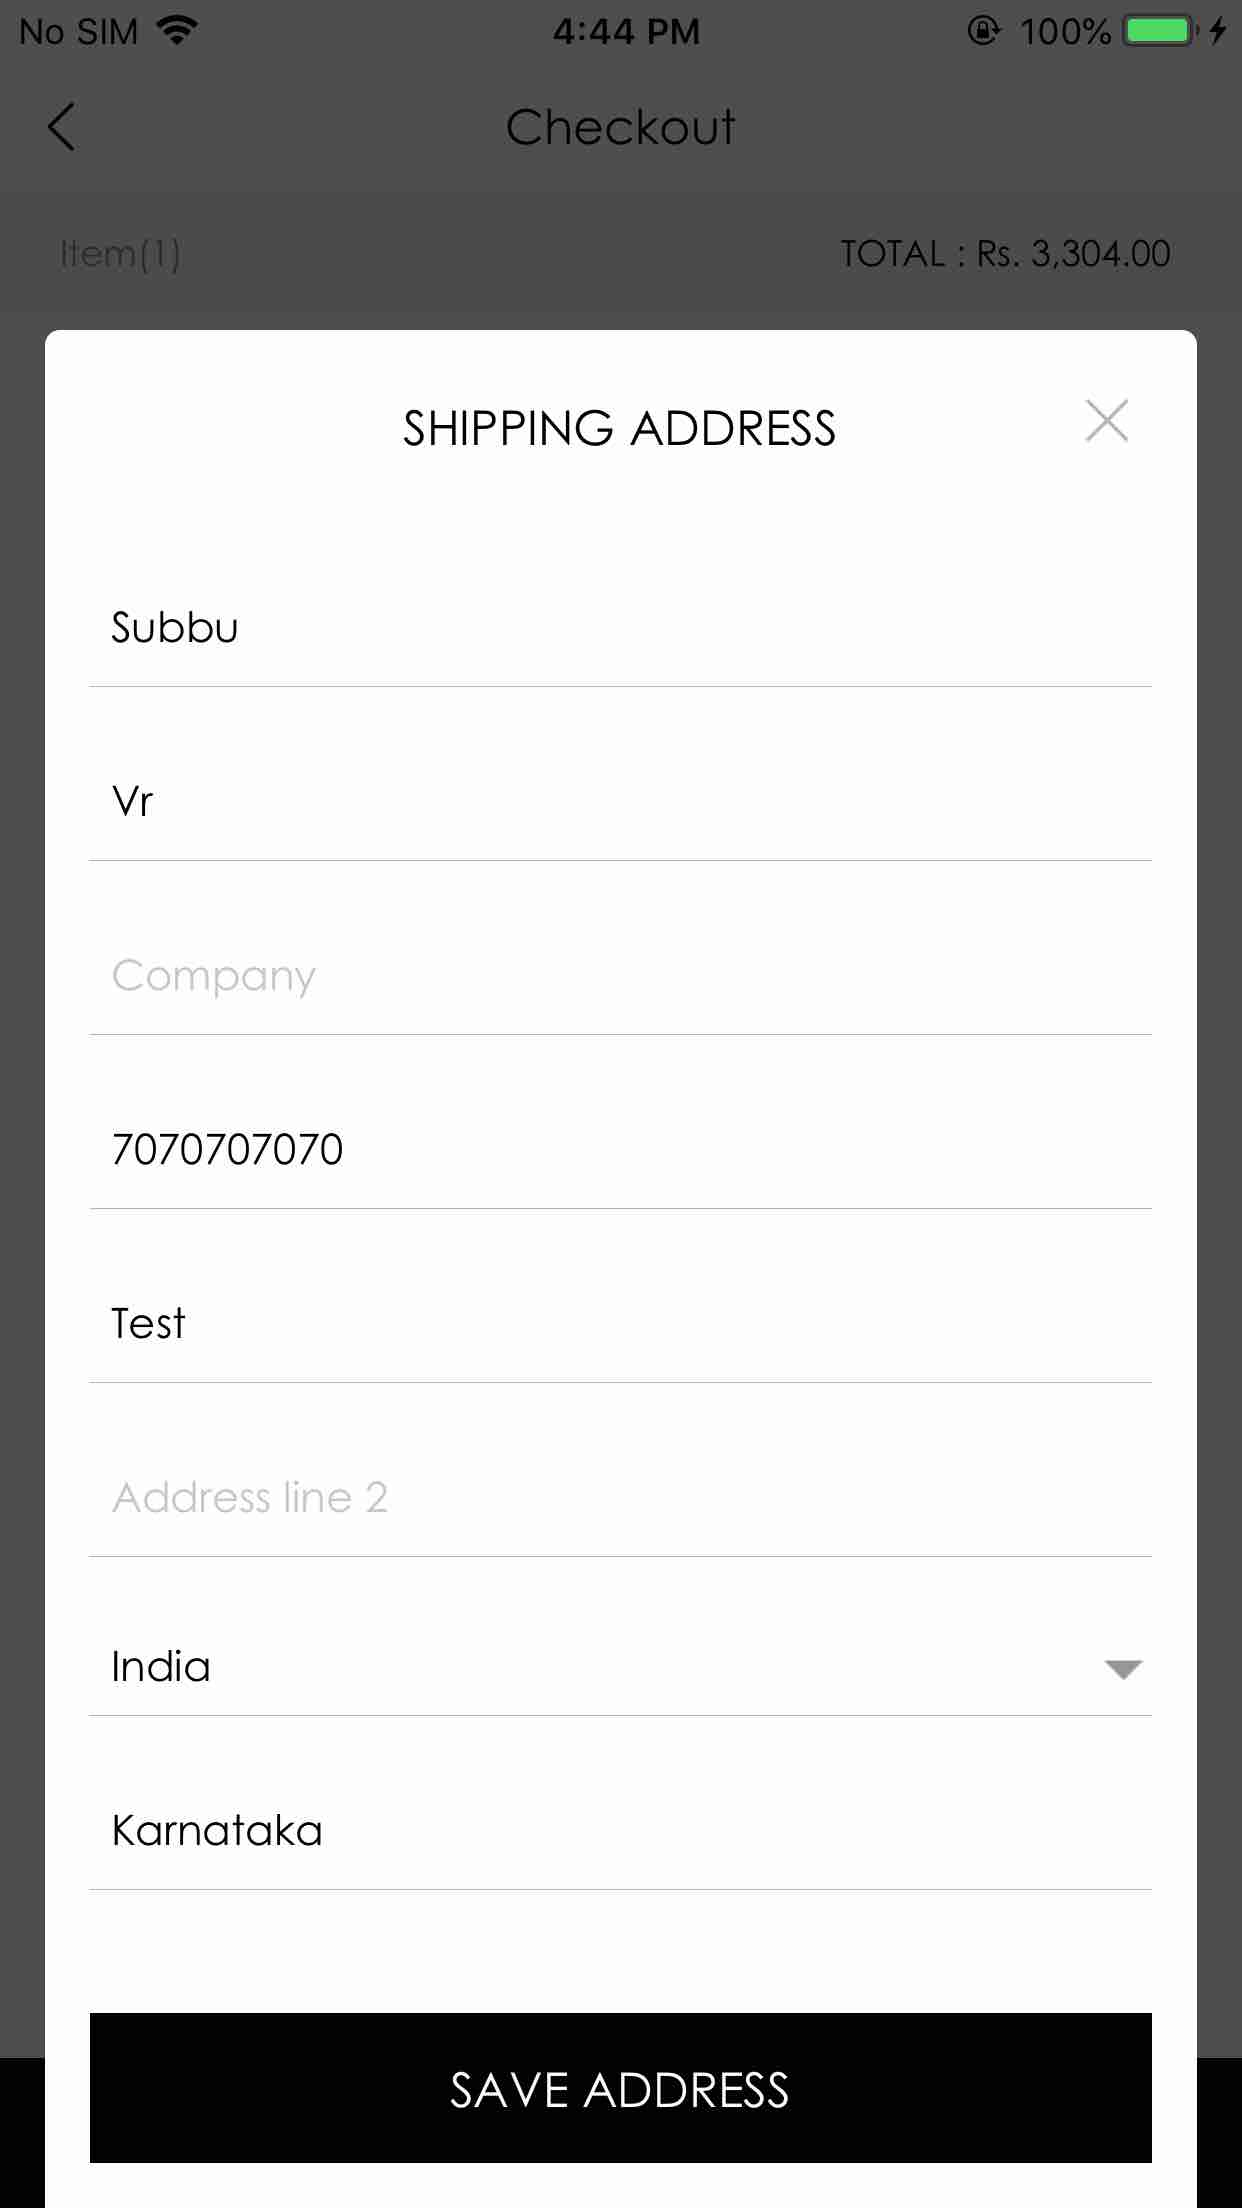 No SIM 4:44 PM 100%
Checkout
Item(1) TOTAL : Rs. 3,304.00
SHIPPING ADDRESS
Subbu
Vr
Company
7070707070
Test
Address line 2
India
Karnataka
SAVE ADDRESS